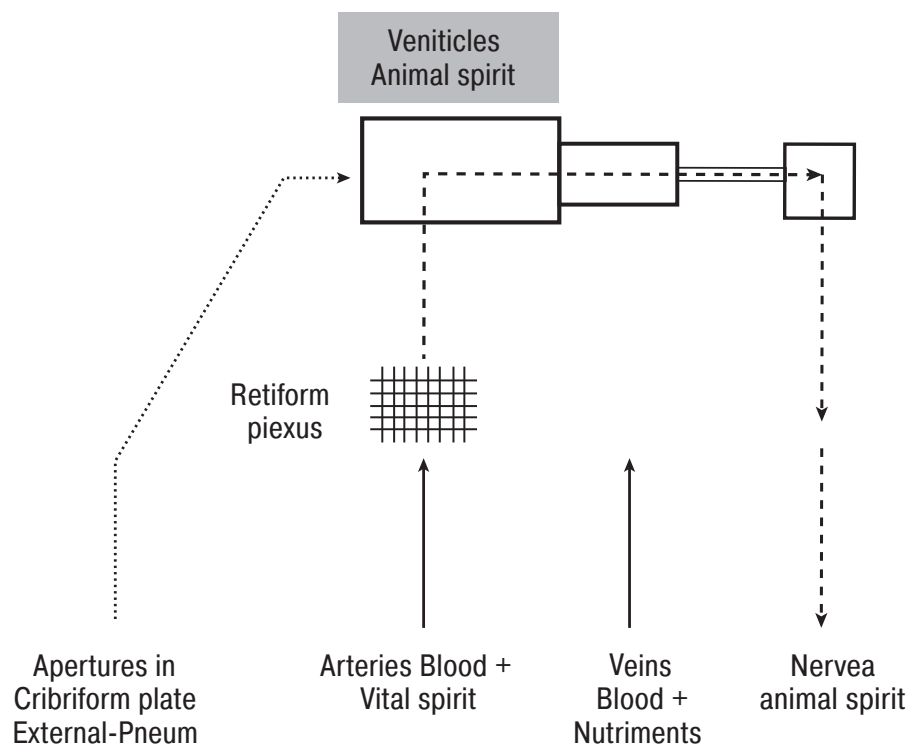 Veniticles
Animal spirit
Retiform
piexus
Apertures in
Cribriform plate
External-Pneum
Arteries Blood +
Vital spirit
Veins
Blood +
Nutriments
Nervea
animal spirit